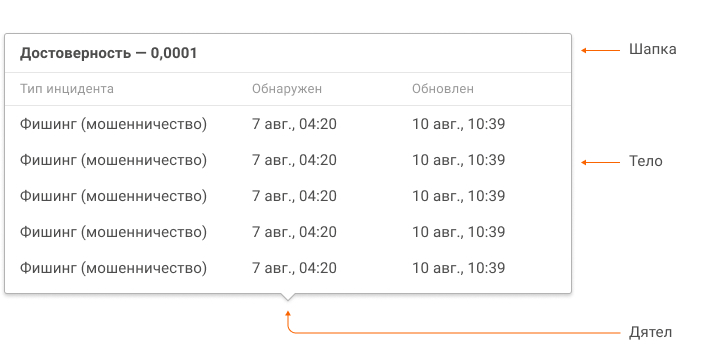 Достоверность — 0,0001
Шапка
Тип инцидента Обнаружен Обновлен
Фишинг (мошенничество) 7 авг., 04:20 10 авг., 10:39
Фишинг (мошенничество) 7 авг., 04:20 10 авг., 10:39
Тело
Фишинг (мошенничество) 7 авг., 04:20 10 авг., 10:39
Фишинг (мошенничество) 7 авг., 04:20 10 авг., 10:39
Фишинг (мошенничество) 7 авг., 04:20 10 авг., 10:39
Дятел